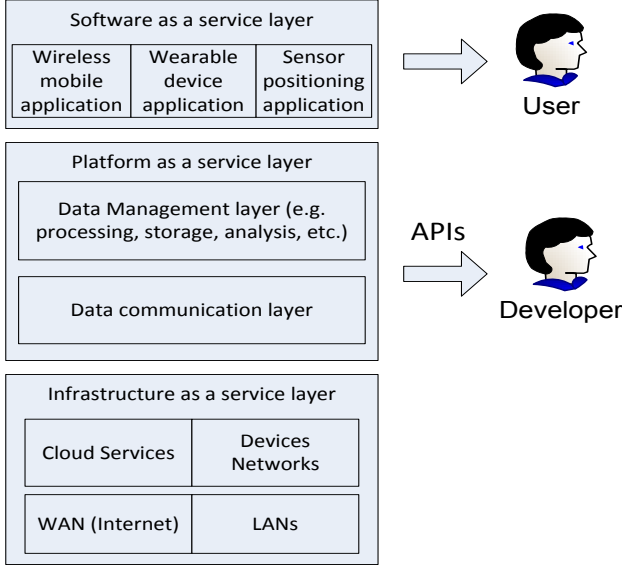 Software as a service layer
Wireless
mobile
application
Wearable
device
application
Sensor
positioning
application
User
Platform as a service layer
Data Management layer (e.g.
processing, storage, analysis, etc.)
APIs
Data communication layer
Developer
Infrastructure as a service layer
Cloud Services
Devices
Networks
WAN (Internet)
LANs